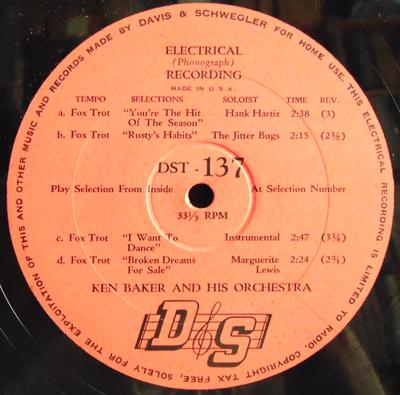 THE EXPLOITATION OF THIS AND OTHER MUSIC AND RECORDS MADE BY DAVIS & SCHWEGLER FOR HOME USE. THIS ELECTRICAL RECORDING IS LIMITED TO RADIO. COPYRIGHT TAX FREE, SOLELY FOR
ELECTRICAL
(Phonograph)
RECORDING
MADE IN U.S.A.
TEMPO SELECTIONS SOLOIST TIME REV.
a. Fox Trot "You're The Hit Of The Season" Hank Hartiz 2:38 (3)
b. Fox Trot "Rusty's Habits" The Jitter Bugs 2:15 (2½)
DST - 137
Play Selection From Inside At Selection Number
33⅓ RPM
c. Fox Trot "I Want To Dance" Instrumental 2:47 (3¼)
d. Fox Trot "Broken Dreams For Sale" Marguerite Lewis 2:24 (2¾)
KEN BAKER AND HIS ORCHESTRA
D&S